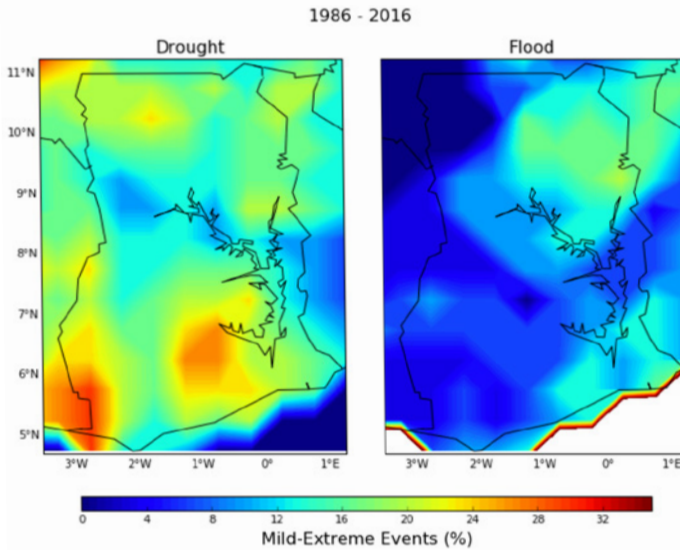 1986 - 2016
Drought
Flood
11°N
10°N
9°N
8°N
7°N
6°N
5°N
3°W 2°W 1°W 0° 1°E
3°W 2°W 1°W 0° 1°E
0 4 8 12 16 20 24 28 32
Mild-Extreme Events (%)